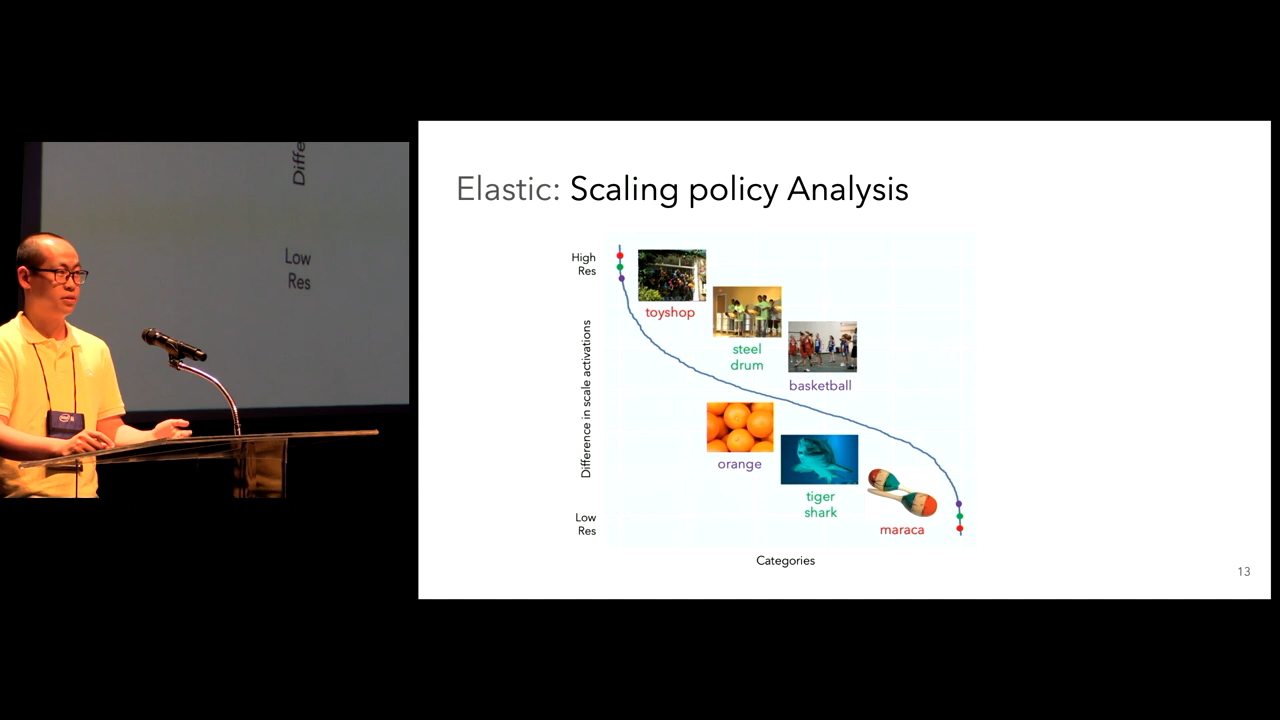 Diffe
Low
Res
Elastic: Scaling policy Analysis
High
Res
toyshop
steel
drum
basketball
Difference in scale activations
orange
tiger
shark
maraca
Low
Res
Categories
13